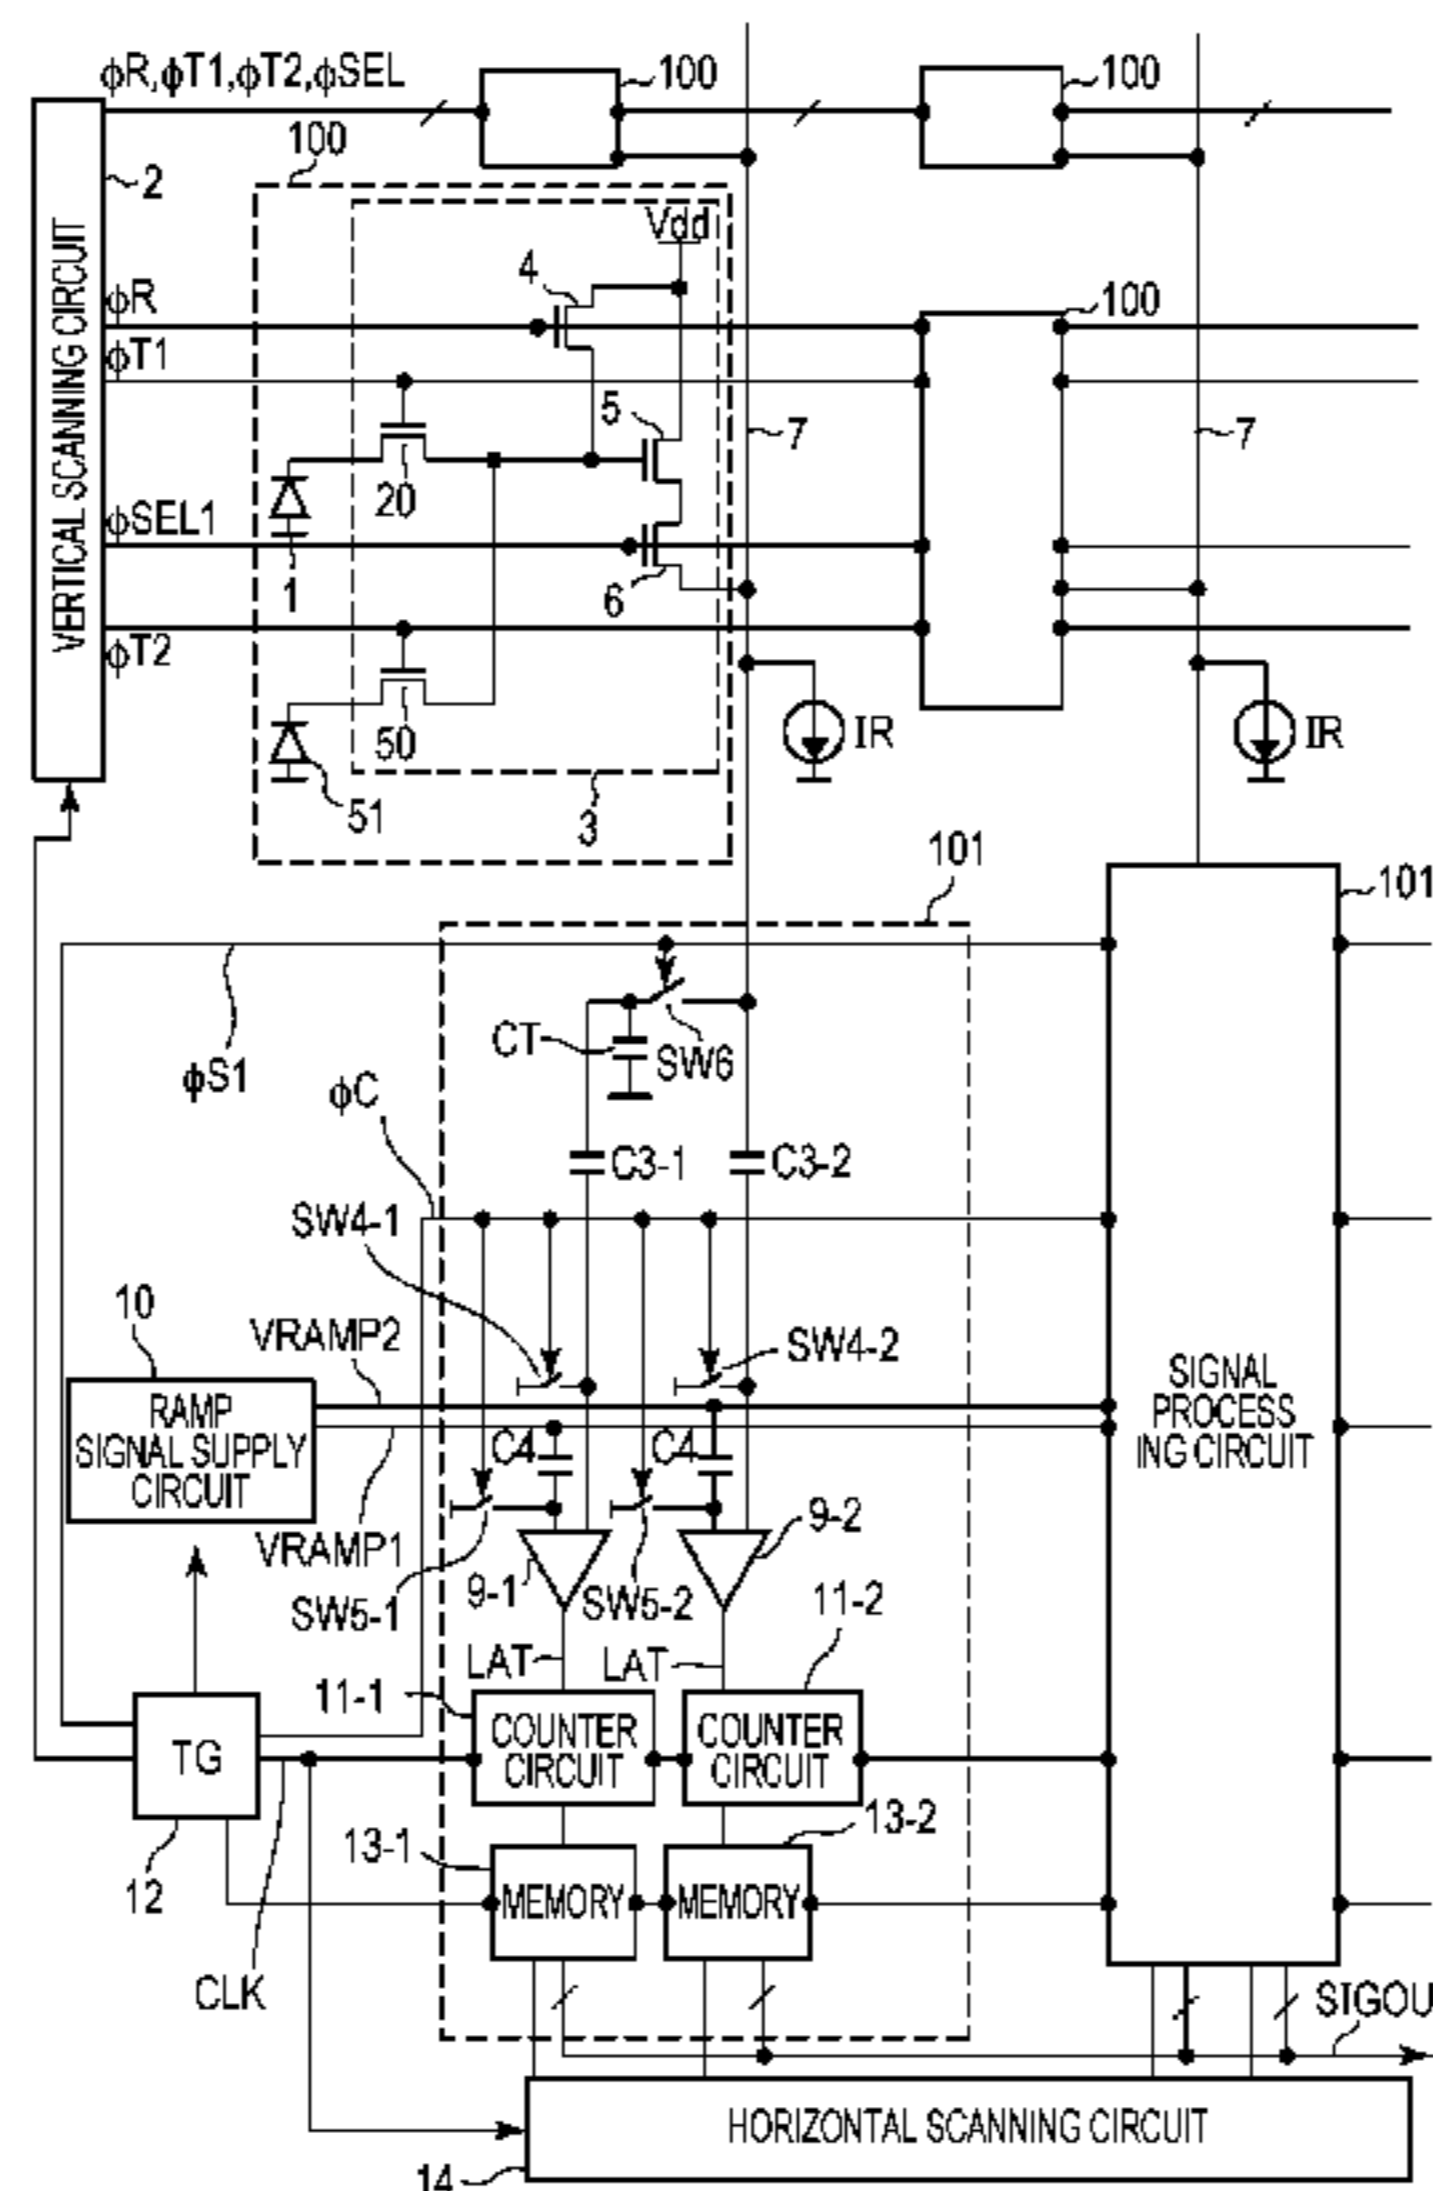 ϕR,ϕT1,ϕT2,ϕSEL
100
100
100
2
VERTICAL SCANNING CIRCUIT
Vdd
4
ϕR
100
ϕT1
5
7
7
20
ϕSEL1
1
6
ϕT2
50
IR
IR
51
3
101
101
CT
SW6
ϕS1
ϕC
C3-1
C3-2
SW4-1
10
VRAMP2
SW4-2
RAMP
SIGNAL SUPPLY
CIRCUIT
SIGNAL
PROCESS
ING CIRCUIT
C4
C4
VRAMP1
9-2
9-1
SW5-1
SW5-2
11-2
LAT
LAT
11-1
TG
COUNTER
CIRCUIT
COUNTER
CIRCUIT
13-2
13-1
12
MEMORY
MEMORY
CLK
SIGOU
HORIZONTAL SCANNING CIRCUIT
14